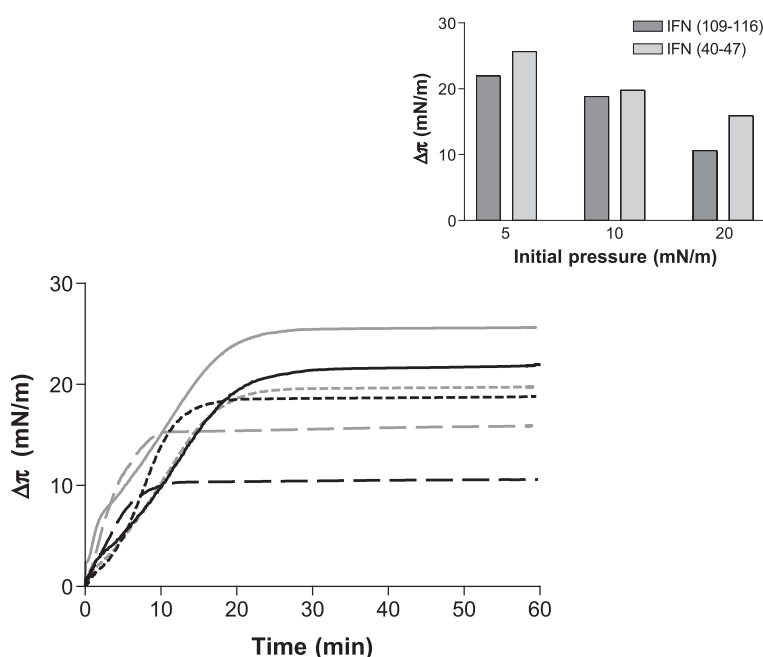 30
20
10
0
Δπ (mN/m)
IFN (109-116)
IFN (40-47)
5 10 20
Initial pressure (mN/m)
30
20
10
0
Δπ (mN/m)
0 10 20 30 40 50 60
Time (min)